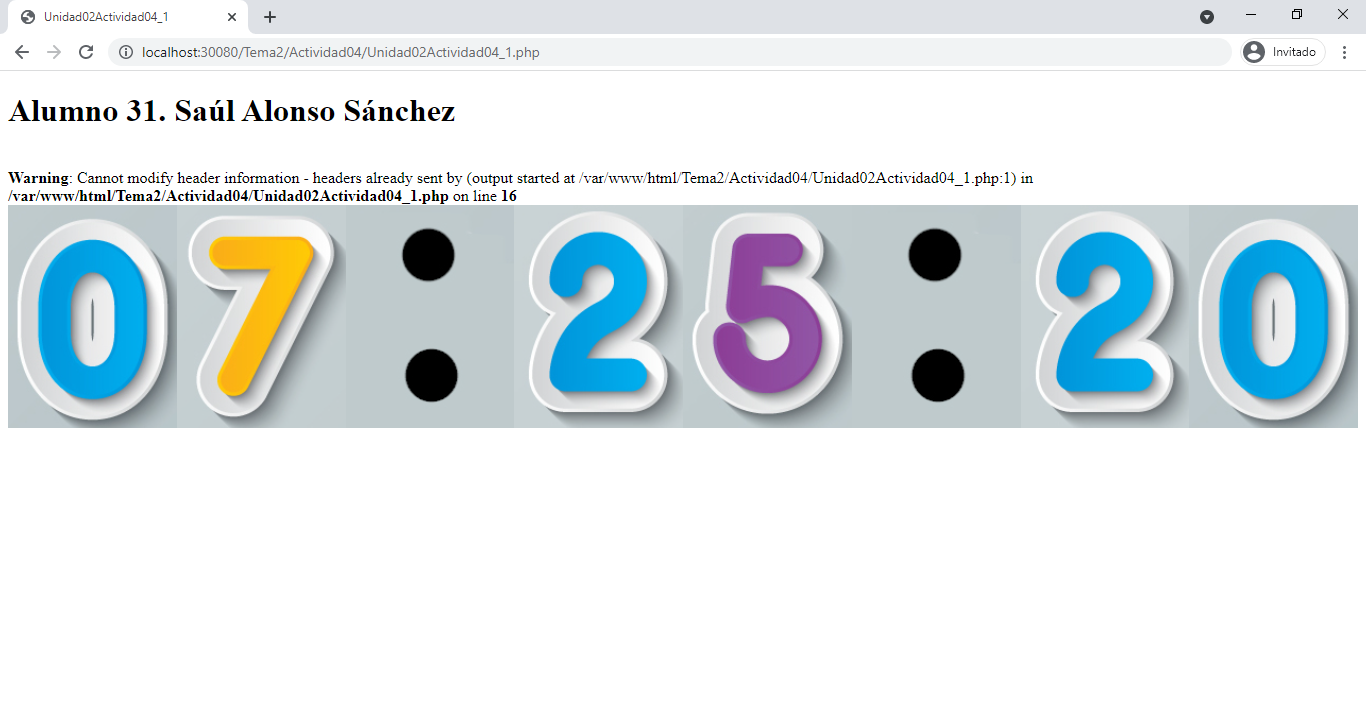 Unidad02Actividad04_1
localhost:30080/Tema2/Actividad04/Unidad02Actividad04_1.php
Invitado
Alumno 31. Saúl Alonso Sánchez
Warning: Cannot modify header information - headers already sent by (output started at /var/www/html/Tema2/Actividad04/Unidad02Actividad04_1.php:1) in
/var/www/html/Tema2/Actividad04/Unidad02Actividad04_1.php on line 16
07:25:20